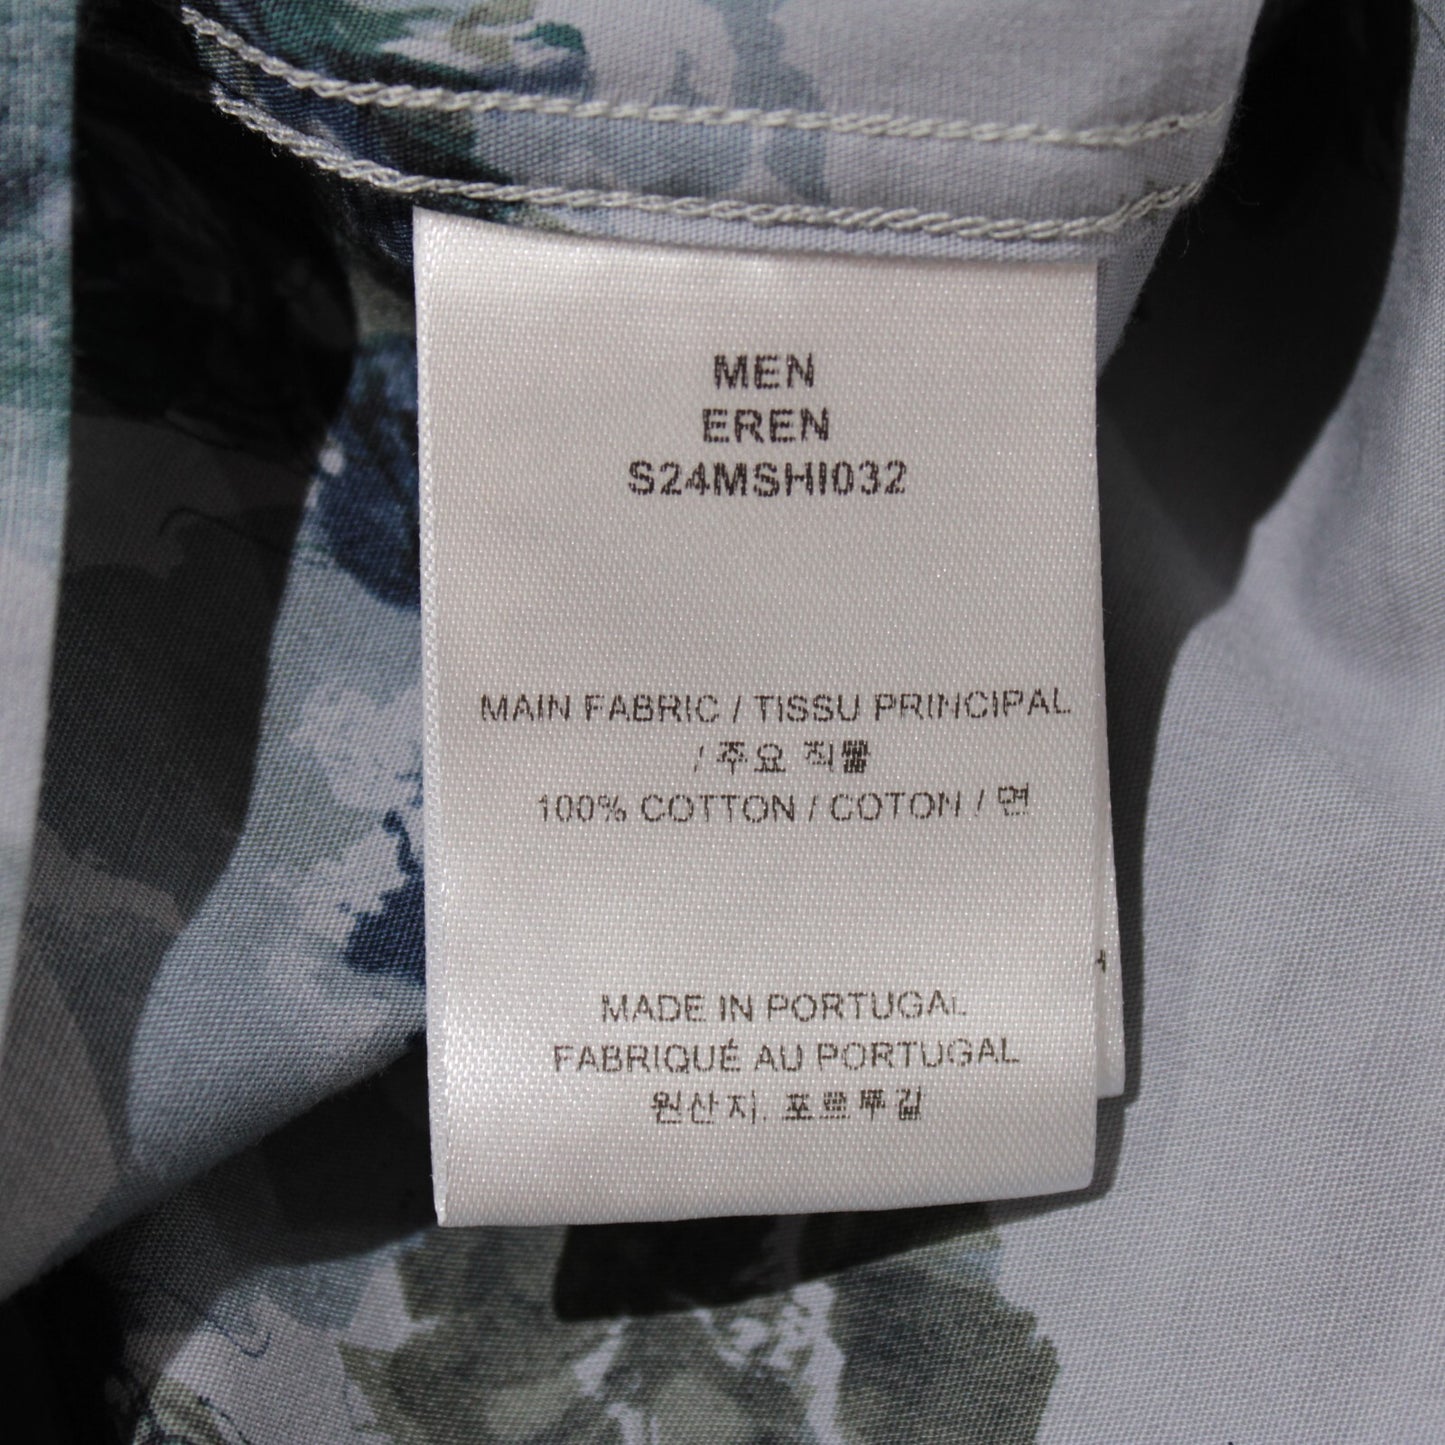 MEN
EREN
S24MSHI032
MAIN FABRIC / TISSU PRINCIPAL
/ 주요 직물
100% COTTON / COTON / 면
MADE IN PORTUGAL
FABRIQUÉ AU PORTUGAL
원산지. 포르투갈